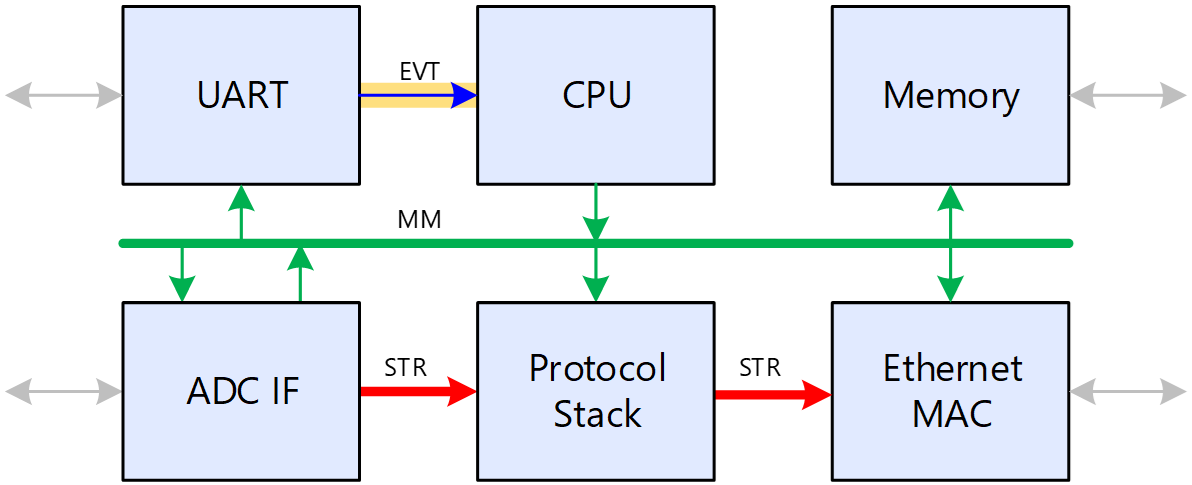 EVT
UART
CPU
Memory
MM
STR
Protocol
Stack
STR
Ethernet
MAC
ADC IF